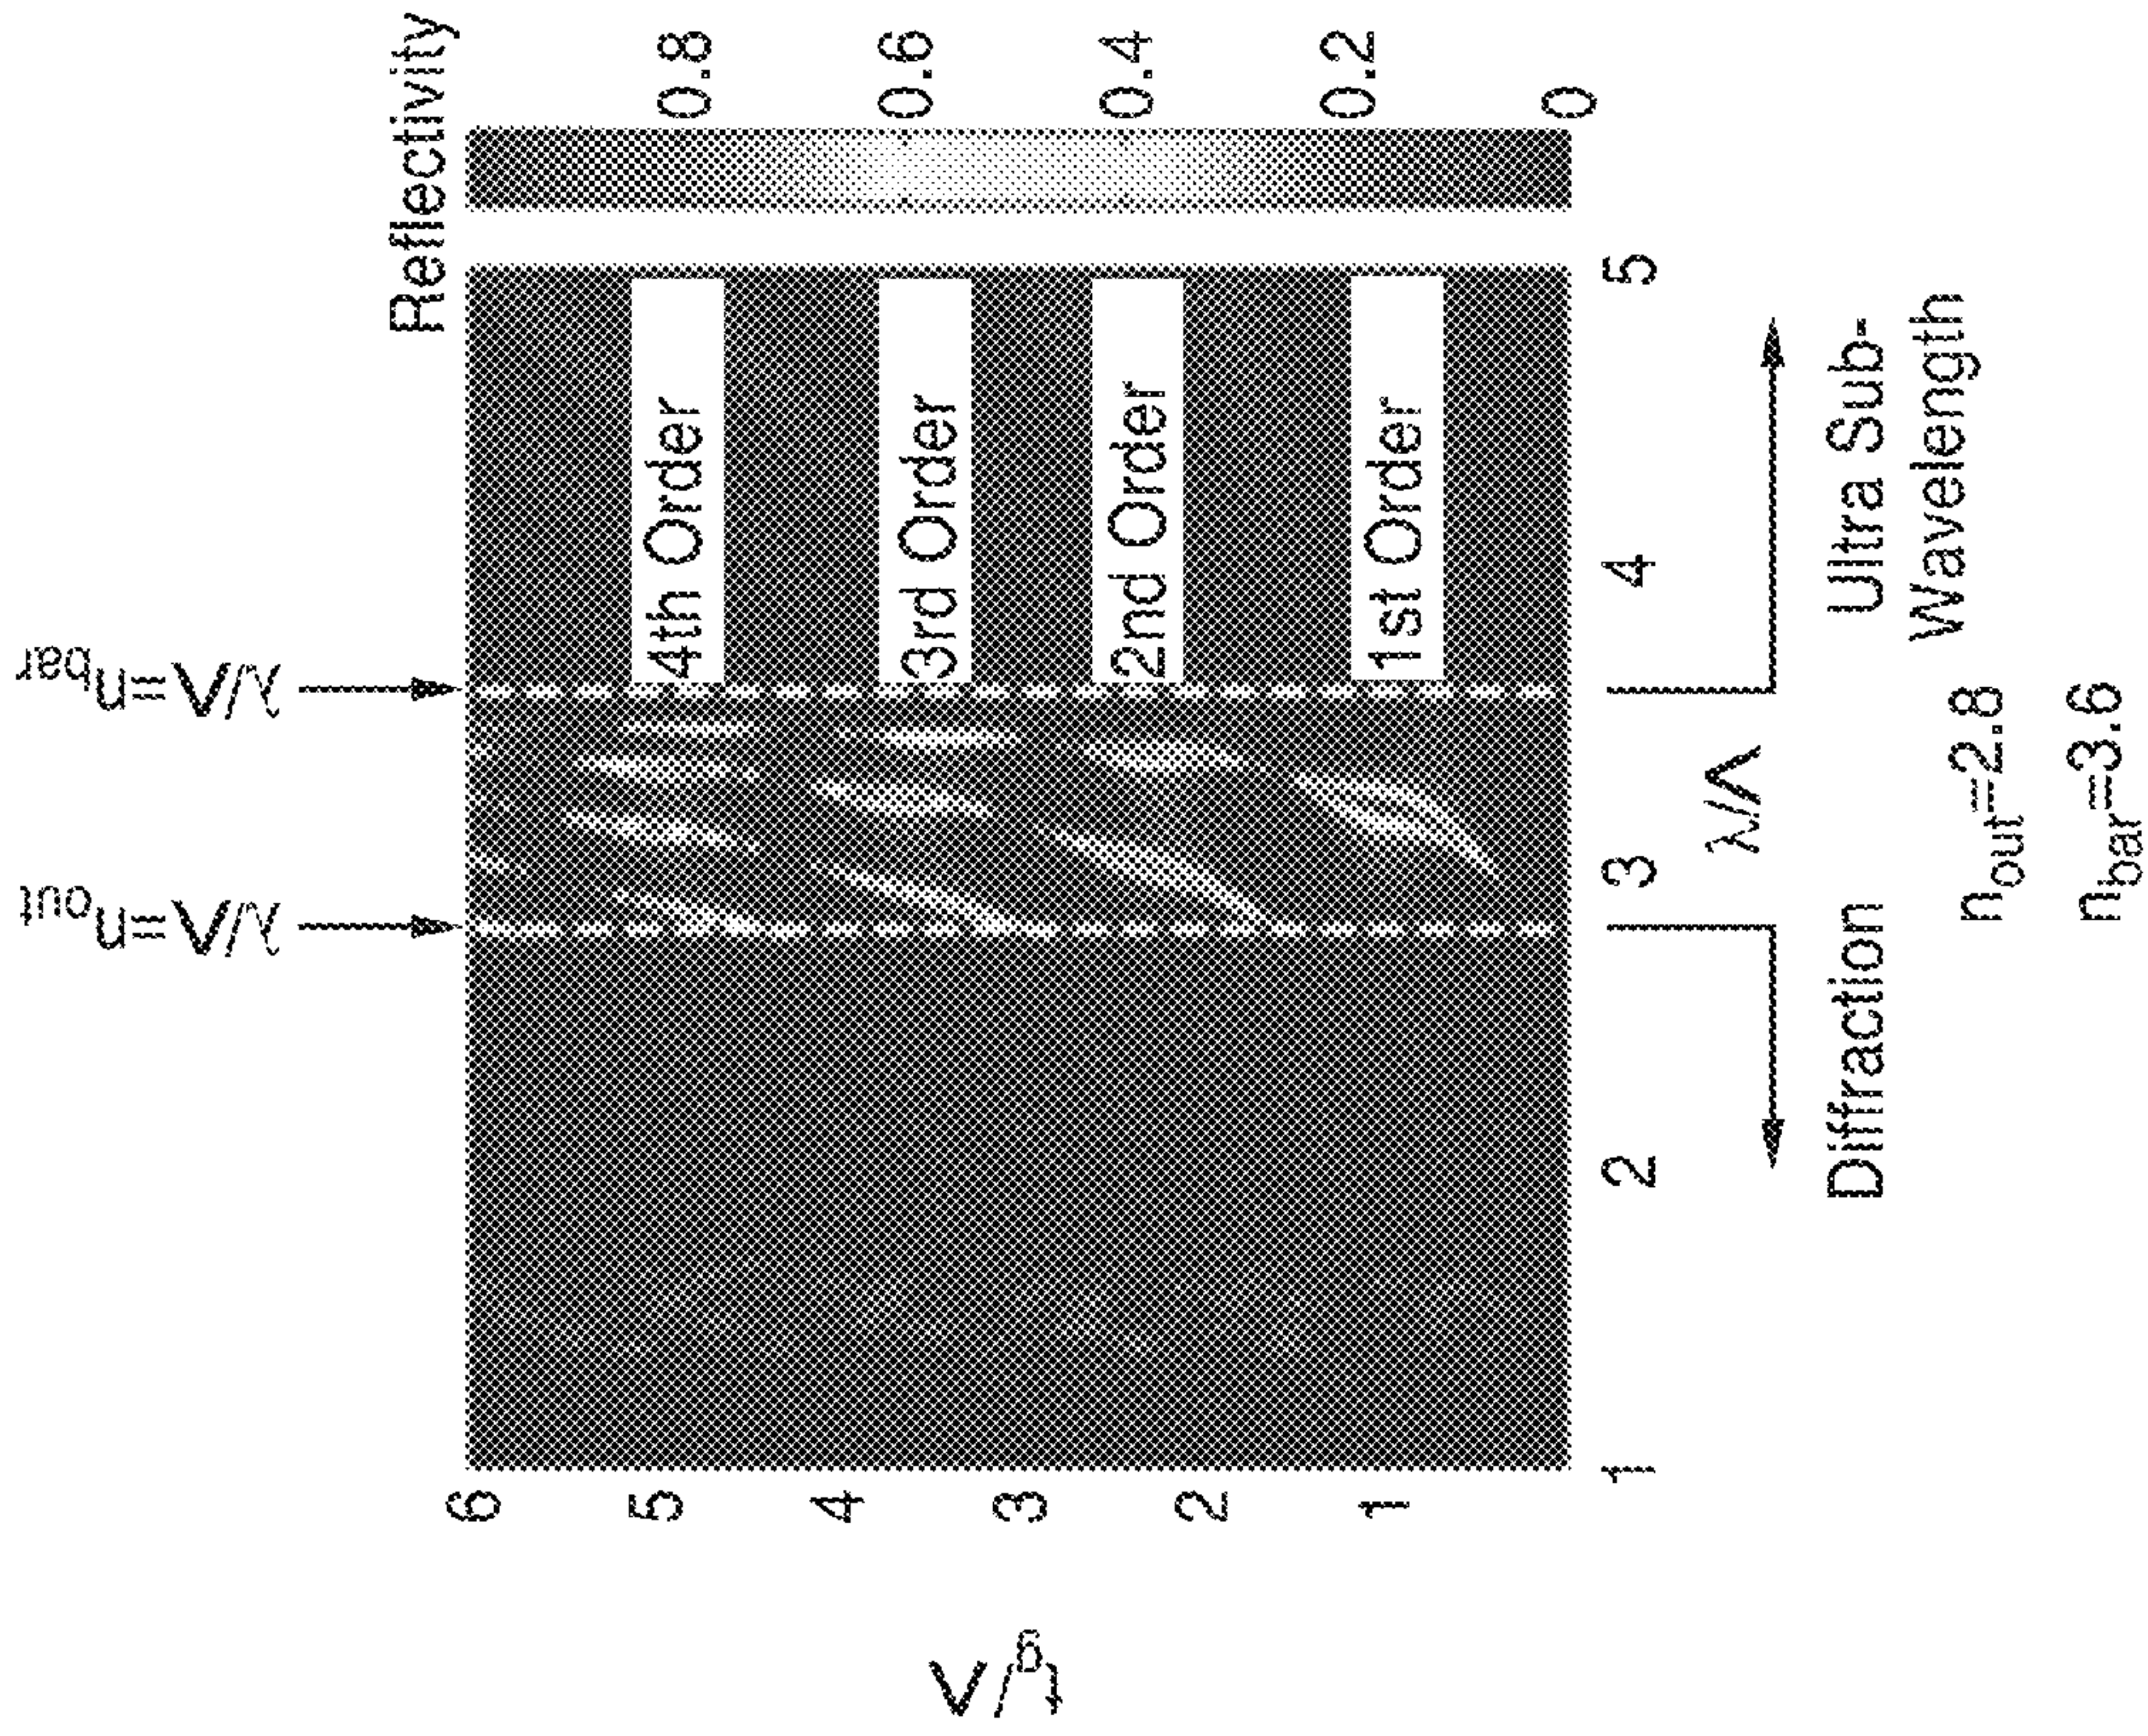 λ/Λ=n_out
λ/Λ=n_bar
Reflectivity
6
5
4
3
2
1
t_g/Λ
4th Order
3rd Order
2nd Order
1st Order
0.8
0.6
0.4
0.2
0
1
2
3
4
5
λ/Λ
Diffraction
Ultra Sub-
Wavelength
n_out=2.8
n_bar=3.6